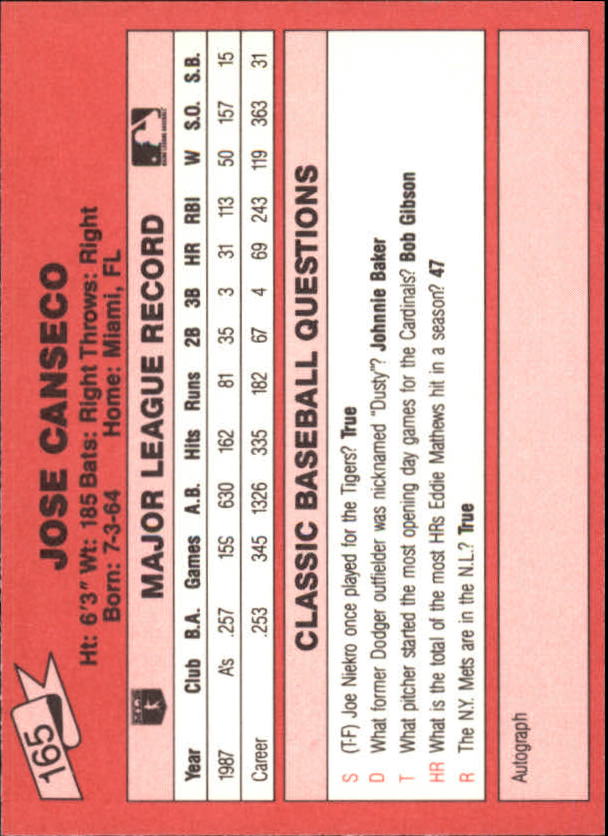 165
JOSE CANSECO
Ht: 6'3" Wt: 185 Bats: Right Throws: Right
Born: 7-3-64 Home: Miami, FL
MAJOR LEAGUE RECORD
Year Club B.A. Games A.B. Hits Runs 2B 3B HR RBI W S.O. S.B.
1987 A's .257 159 630 162 81 35 3 31 113 50 157 15
Career .253 345 1326 335 182 67 4 69 243 119 363 31
CLASSIC BASEBALL QUESTIONS
S (T-F) Joe Niekro once played for the Tigers? True
D What former Dodger outfielder was nicknamed "Dusty"? Johnnie Baker
T What pitcher started the most opening day games for the Cardinals? Bob Gibson
HR What is the total of the most HRs Eddie Mathews hit in a season? 47
R The N.Y. Mets are in the N.L.? True
Autograph